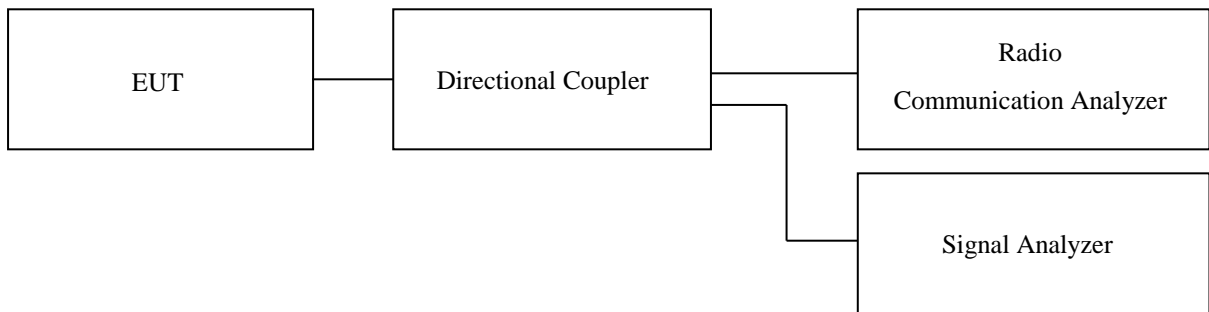 EUT
Directional Coupler
Radio
Communication Analyzer
Signal Analyzer